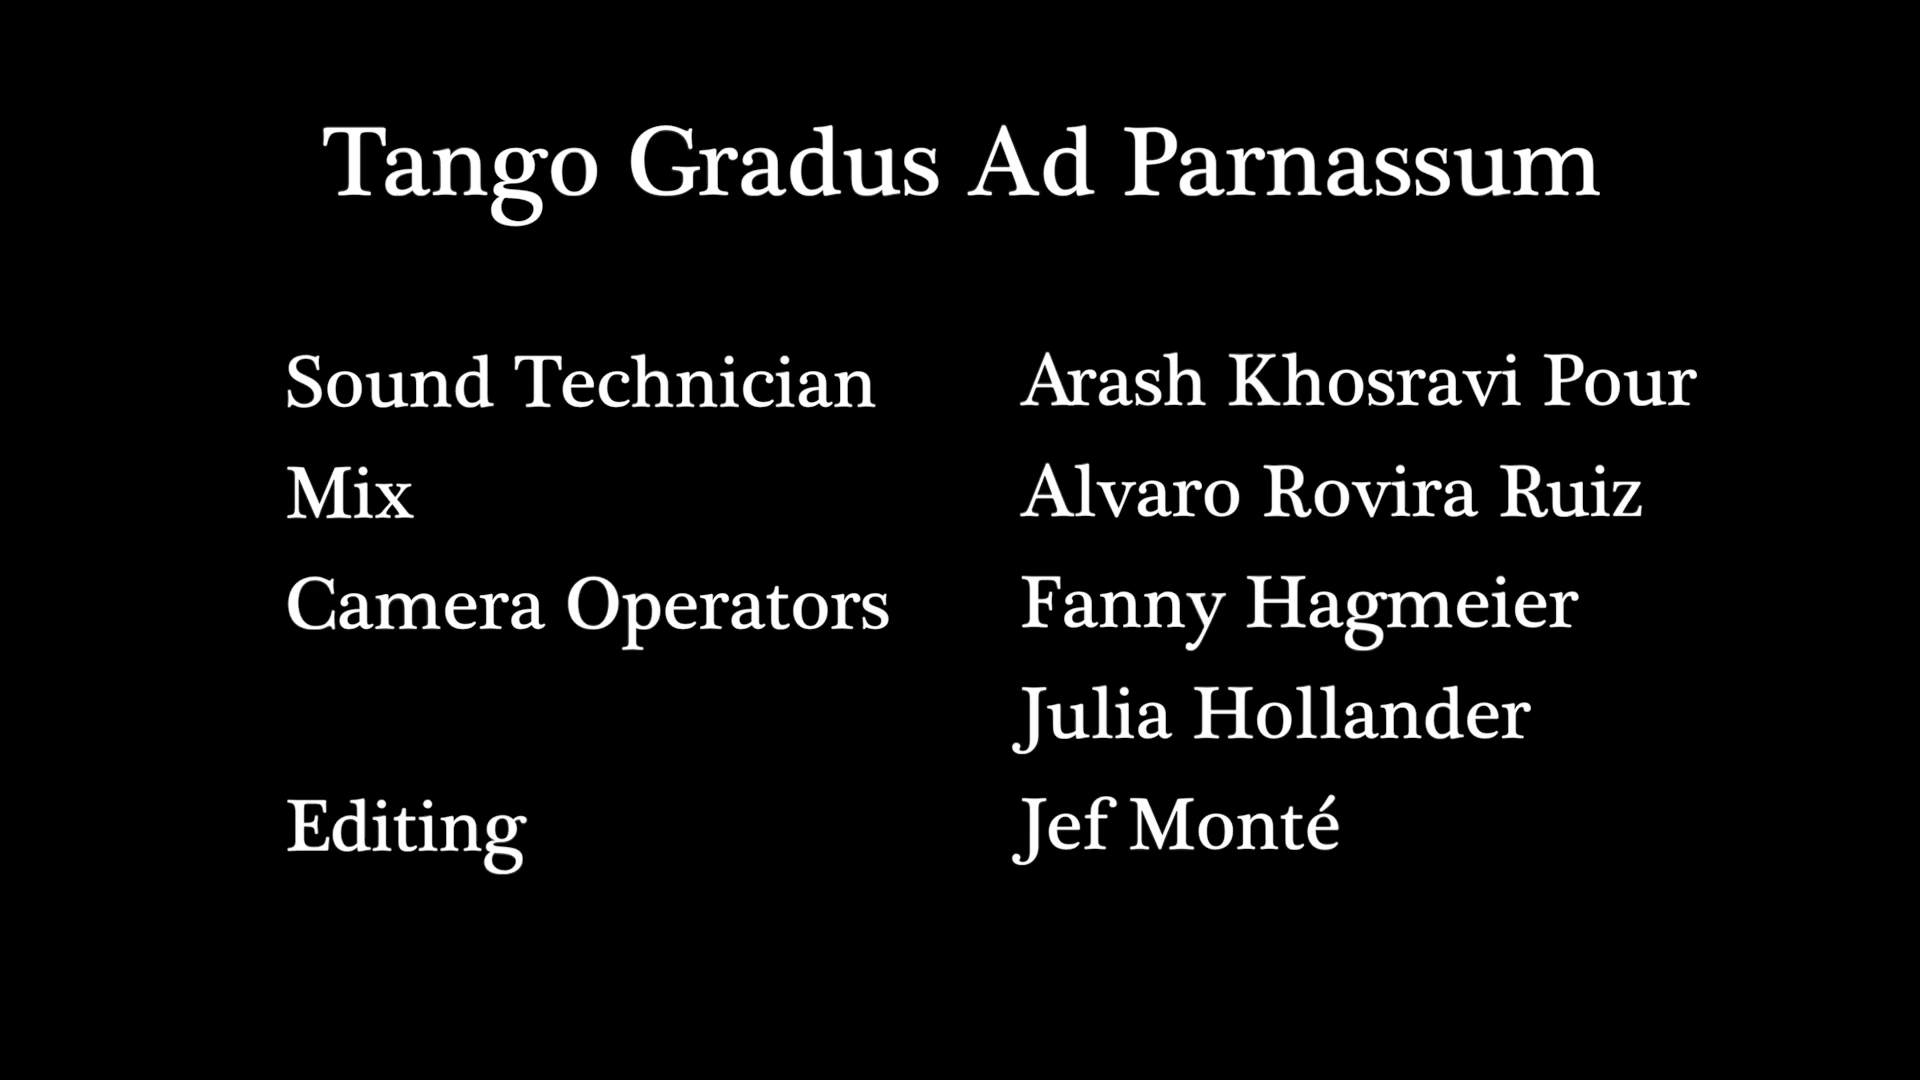 Tango Gradus Ad Parnassum
Sound Technician Arash Khosravi Pour
Mix Alvaro Rovira Ruiz
Camera Operators Fanny Hagmeier
Julia Hollander
Editing Jef Monté